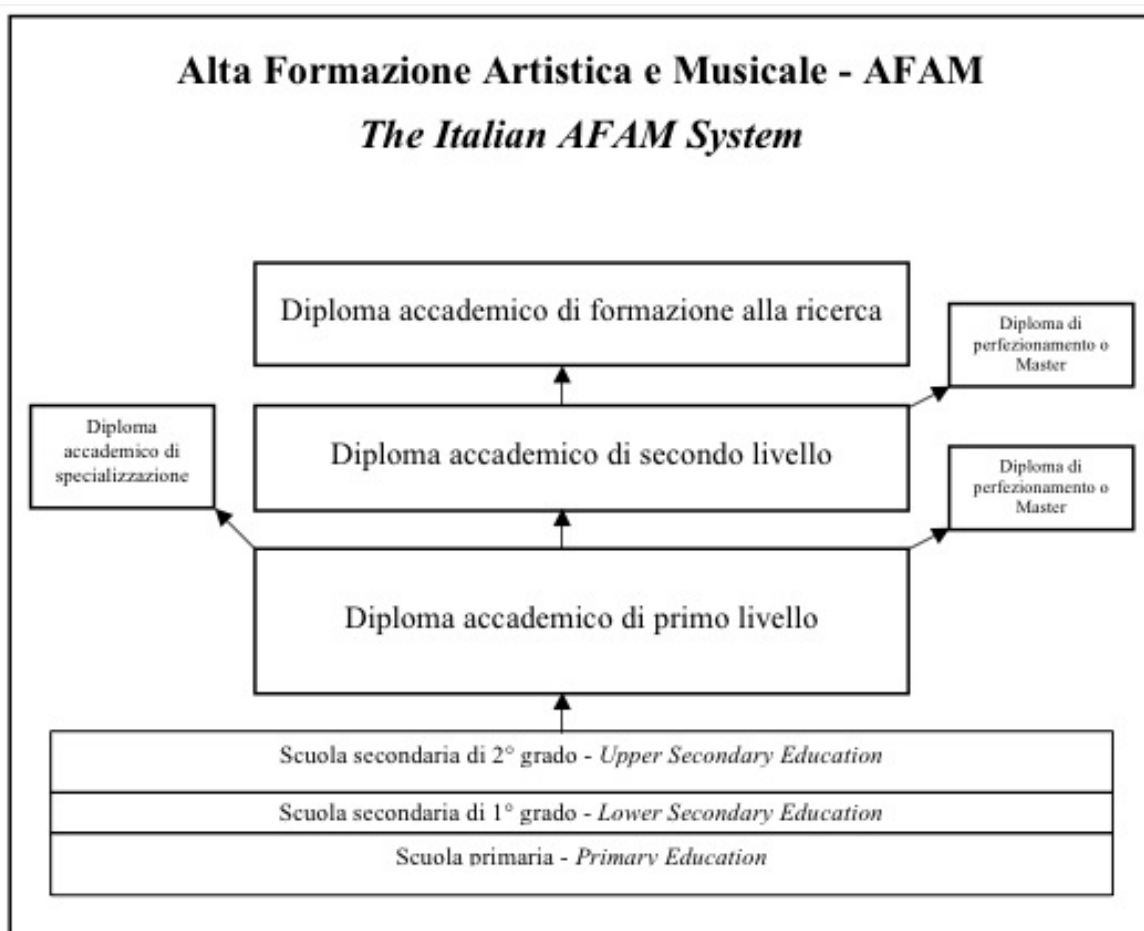 Alta Formazione Artistica e Musicale - AFAM
The Italian AFAM System
Diploma accademico di formazione alla ricerca
Diploma di
perfezionamento o
Master
Diploma
accademico di
specializzazione
Diploma accademico di secondo livello
Diploma di
perfezionamento o
Master
Diploma accademico di primo livello
Scuola secondaria di 2° grado - Upper Secondary Education
Scuola secondaria di 1° grado - Lower Secondary Education
Scuola primaria - Primary Education